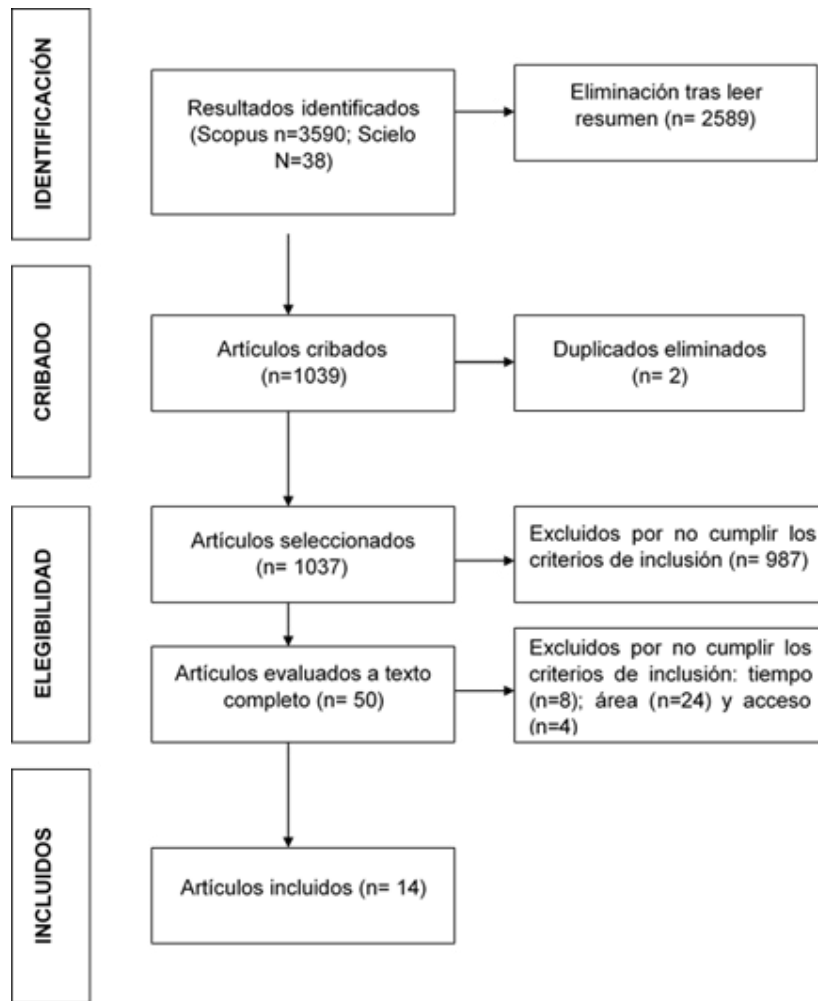 IDENTIFICACIÓN
Resultados identificados
(Scopus n=3590; Scielo
N=38)
Eliminación tras leer
resumen (n= 2589)
CRIBADO
Artículos cribados
(n=1039)
Duplicados eliminados
(n= 2)
ELEGIBILIDAD
Artículos seleccionados
(n= 1037)
Excluidos por no cumplir los
criterios de inclusión (n= 987)
Artículos evaluados a texto
completo (n= 50)
Excluidos por no cumplir los
criterios de inclusión: tiempo
(n=8); área (n=24) y acceso
(n=4)
INCLUIDOS
Artículos incluidos (n= 14)